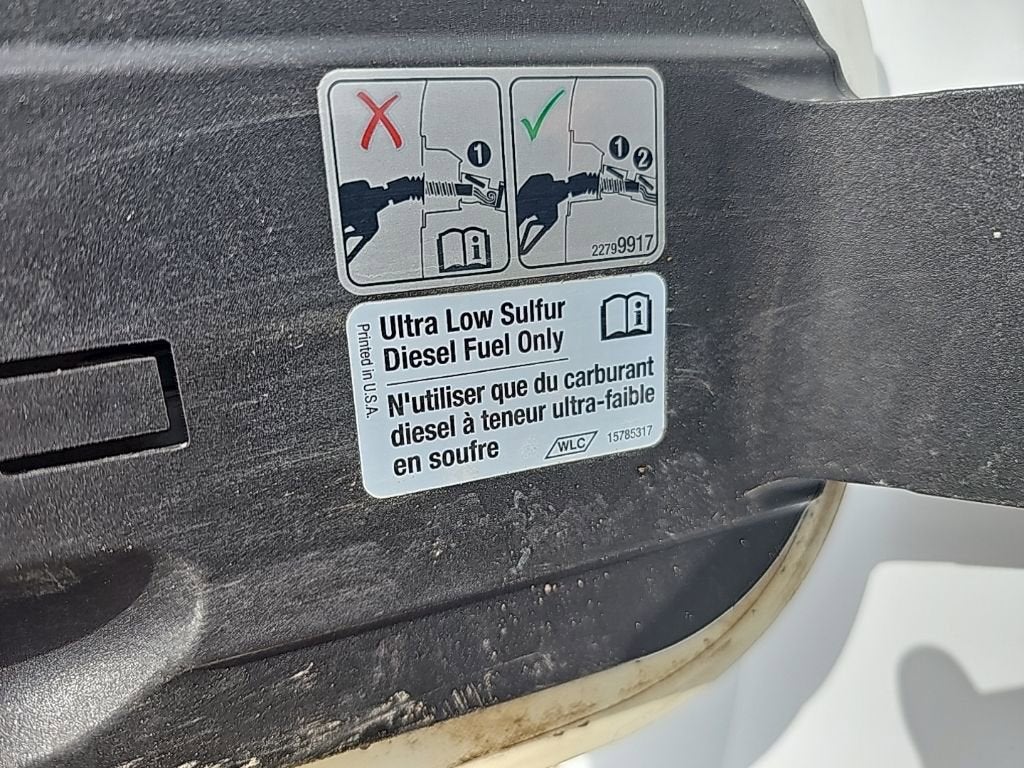 1
1 2
i
22799917
Printed in U.S.A.
Ultra Low Sulfur
Diesel Fuel Only
i
N'utiliser que du carburant
diesel à teneur ultra-faible
en soufre
WLC 15785317